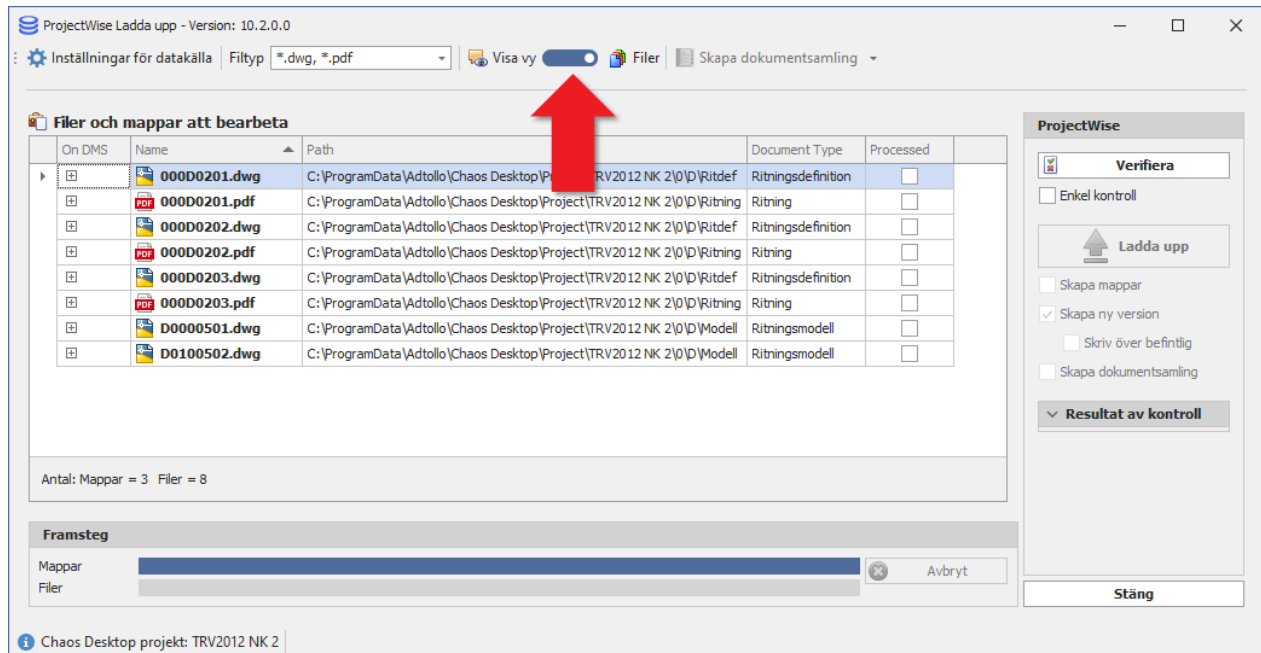 ProjectWise Ladda upp - Version: 10.2.0.0
Inställningar för datakälla Filtyp *.dwg, *.pdf Visa vy Filer Skapa dokumentsamling
Filer och mappar att bearbeta
On DMS Name Path Document Type Processed
000D0201.dwg C:\ProgramData\Adtollo\Chaos Desktop\ \TRV2012 NK 2\0\D\Ritdef Ritningsdefinition
PDF 000D0201.pdf C:\ProgramData\Adtollo\Chaos Desktop\Project\TRV2012 NK 2\0\D\Ritning Ritning
000D0202.dwg C:\ProgramData\Adtollo\Chaos Desktop\Project\TRV2012 NK 2\0\D\Ritdef Ritningsdefinition
PDF 000D0202.pdf C:\ProgramData\Adtollo\Chaos Desktop\Project\TRV2012 NK 2\0\D\Ritning Ritning
000D0203.dwg C:\ProgramData\Adtollo\Chaos Desktop\Project\TRV2012 NK 2\0\D\Ritdef Ritningsdefinition
PDF 000D0203.pdf C:\ProgramData\Adtollo\Chaos Desktop\Project\TRV2012 NK 2\0\D\Ritning Ritning
D0000501.dwg C:\ProgramData\Adtollo\Chaos Desktop\Project\TRV2012 NK 2\0\D\Modell Ritningsmodell
D0100502.dwg C:\ProgramData\Adtollo\Chaos Desktop\Project\TRV2012 NK 2\0\D\Modell Ritningsmodell
Antal: Mappar = 3 Filer = 8
ProjectWise
Verifiera
Enkel kontroll
Ladda upp
Skapa mappar
Skapa ny version
Skriv över befintlig
Skapa dokumentsamling
Resultat av kontroll
Framsteg
Mappar
Filer
Avbryt
Stäng
Chaos Desktop projekt: TRV2012 NK 2